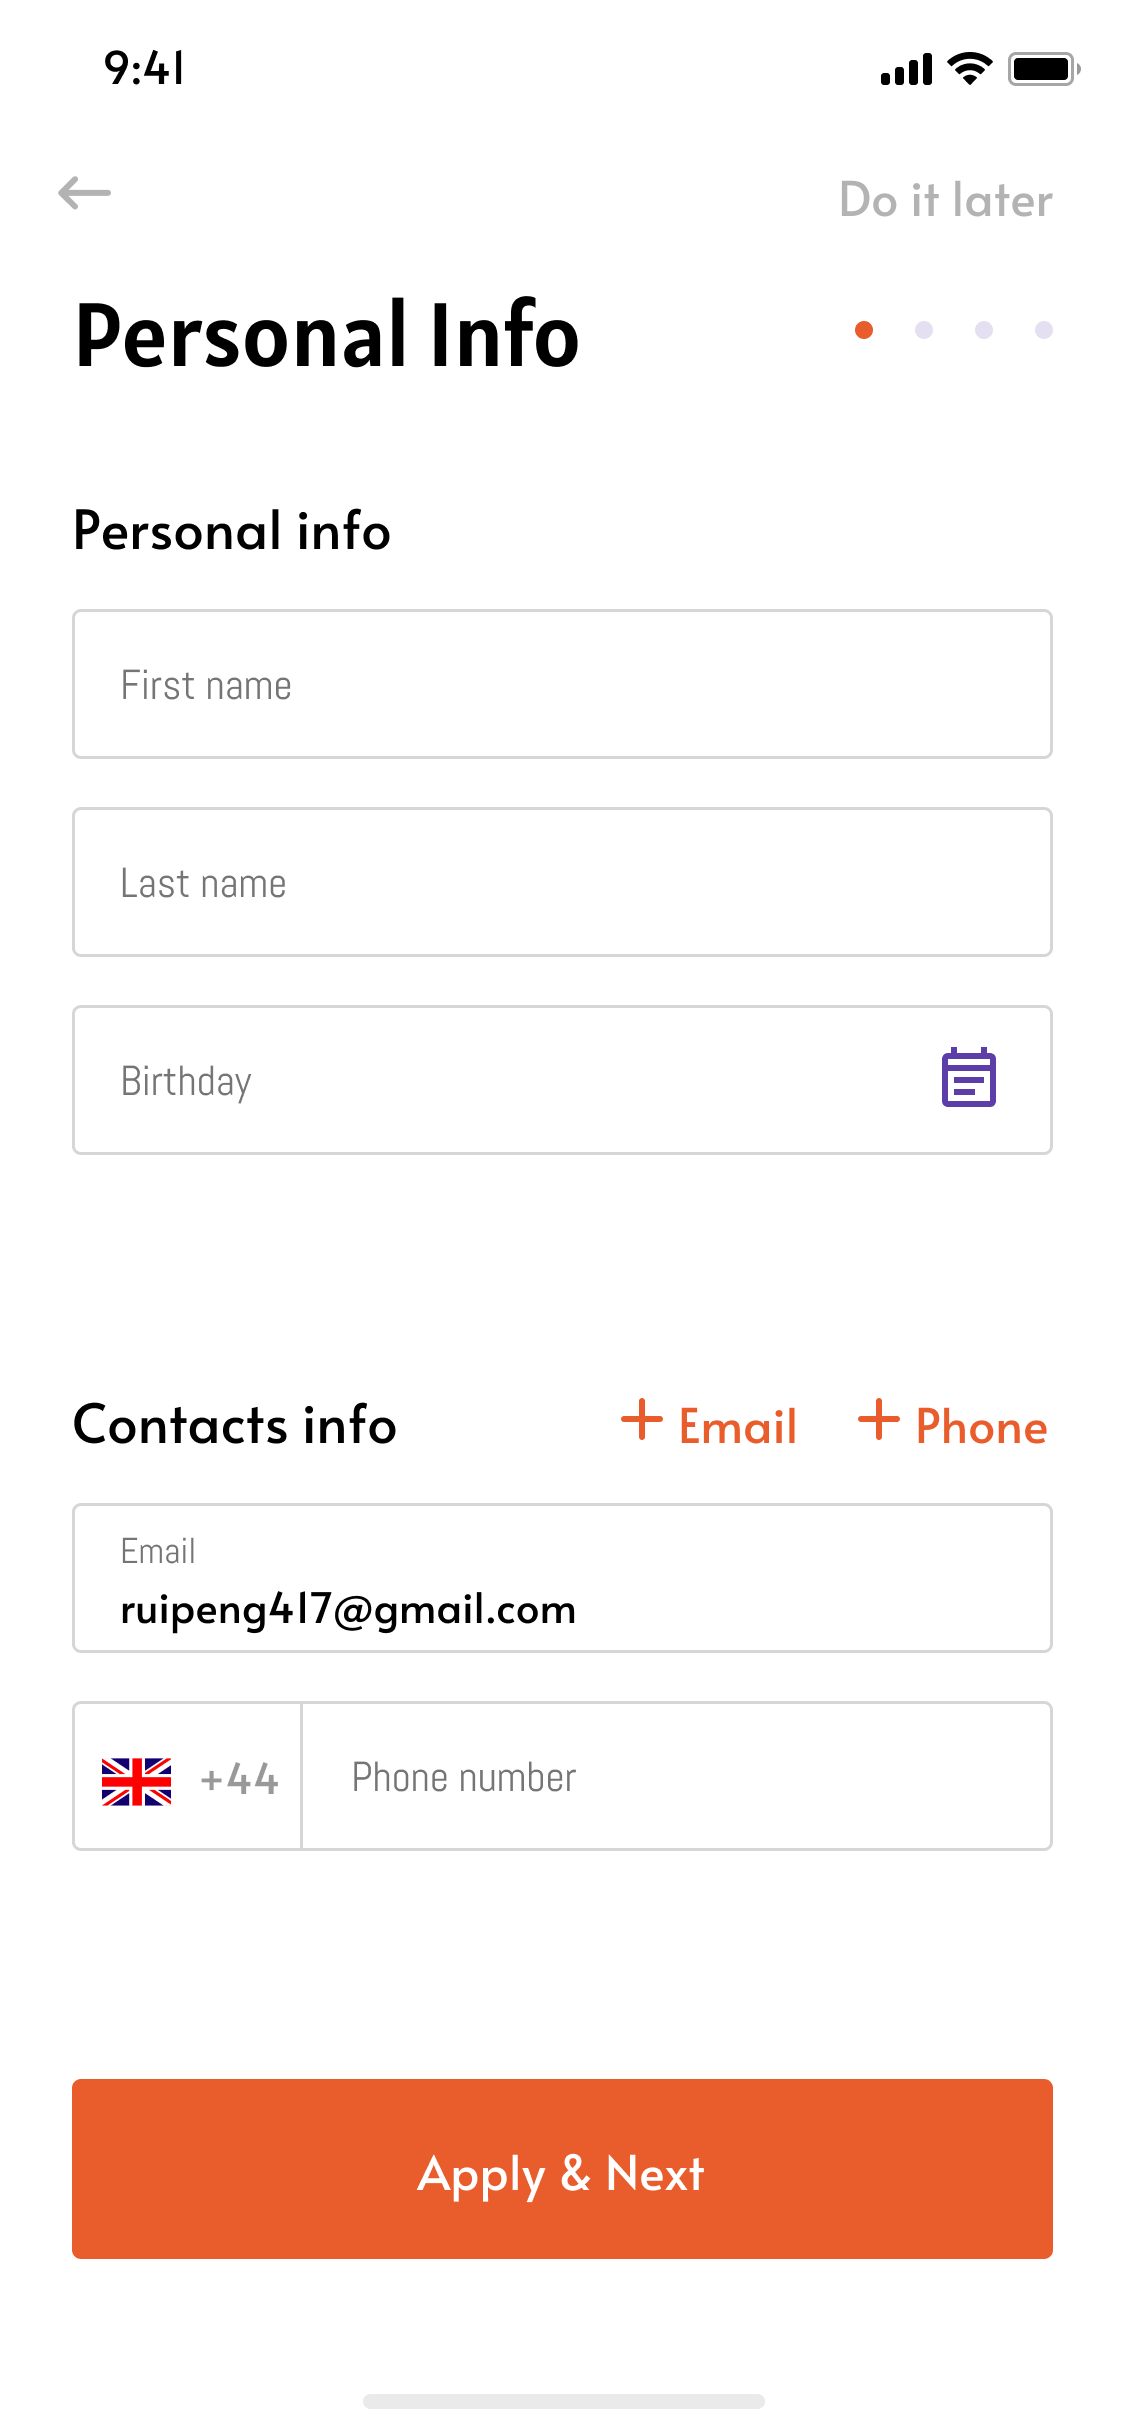 9:41
Do it later
Personal Info
Personal info
First name
Last name
Birthday
Contacts info + Email + Phone
Email
ruipeng417@gmail.com
+44 Phone number
Apply & Next